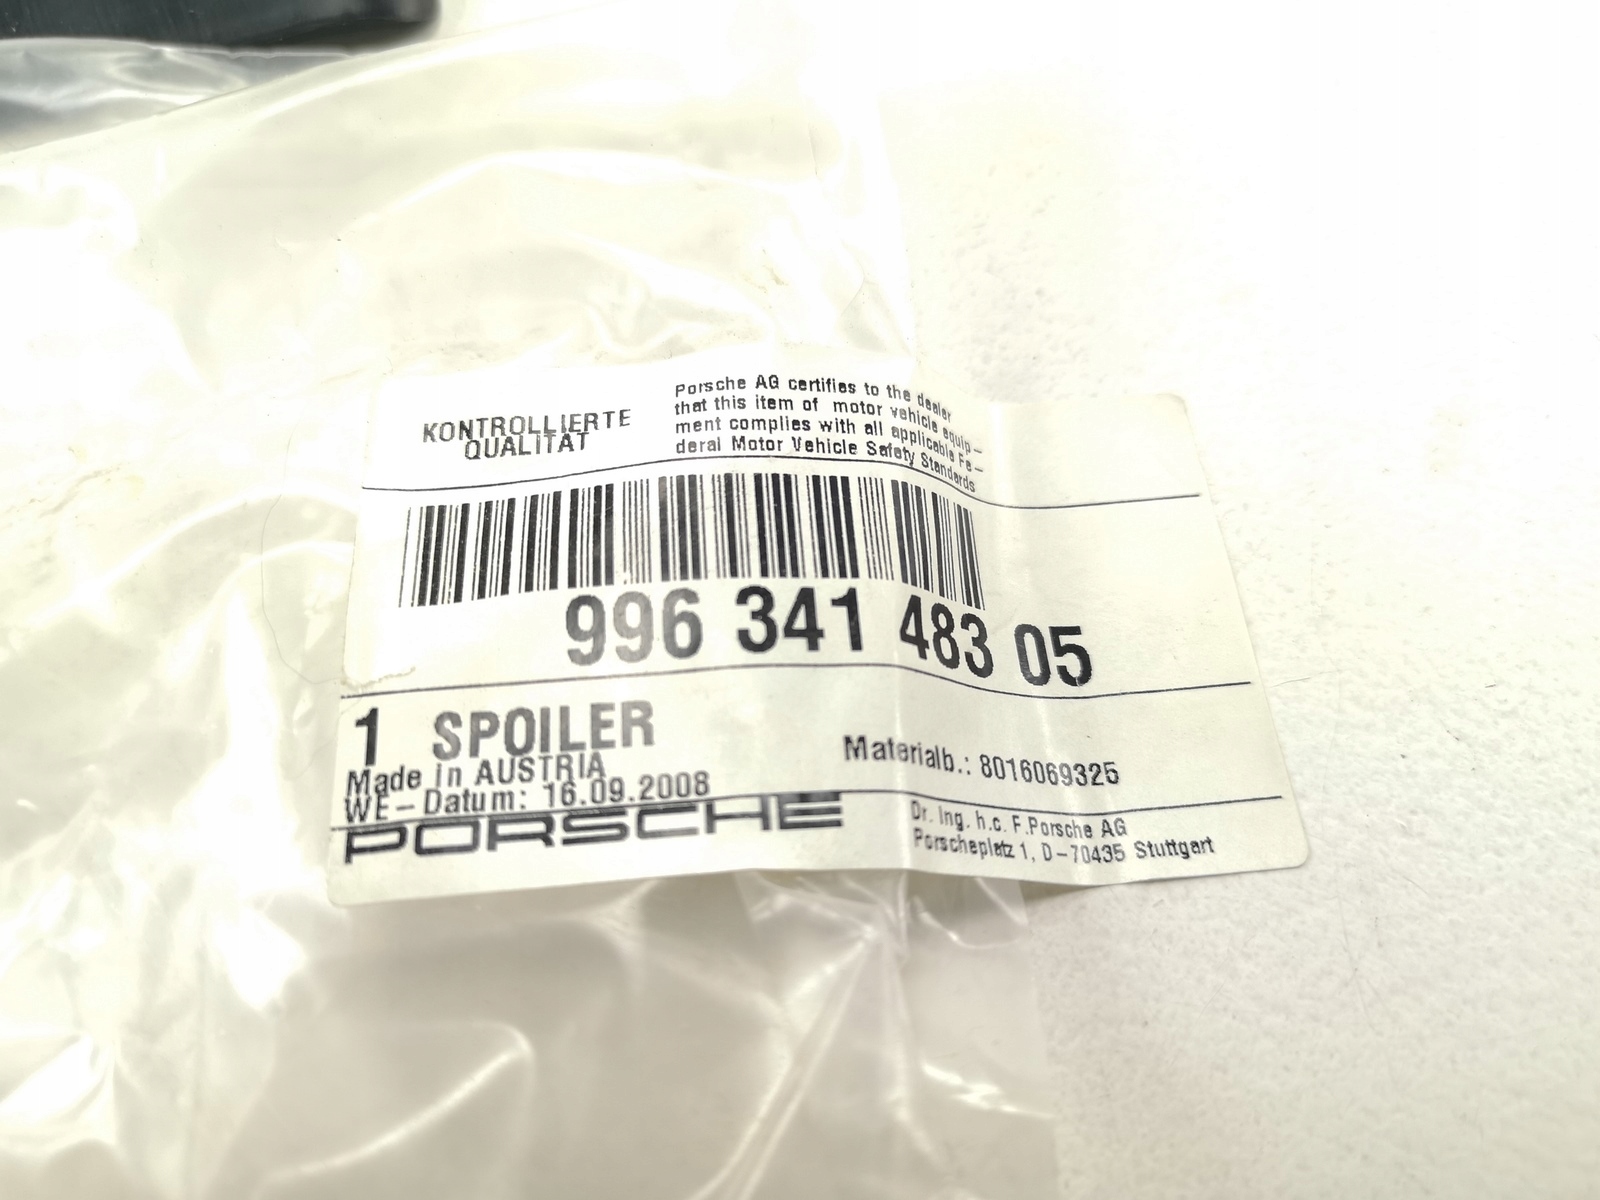 KONTROLLIERTE
QUALITÄT
Porsche AG certifies to the dealer
that this item of motor vehicle equip-
ment complies with all applicable Fe-
deral Motor Vehicle Safety Standards
996 341 483 05
1 SPOILER
Made in AUSTRIA
WE-Datum: 16.09.2008
Materialb.: 8016069325
PORSCHE
Dr. Ing. h.c. F.Porsche AG
Porscheplatz 1, D-70435 Stuttgart